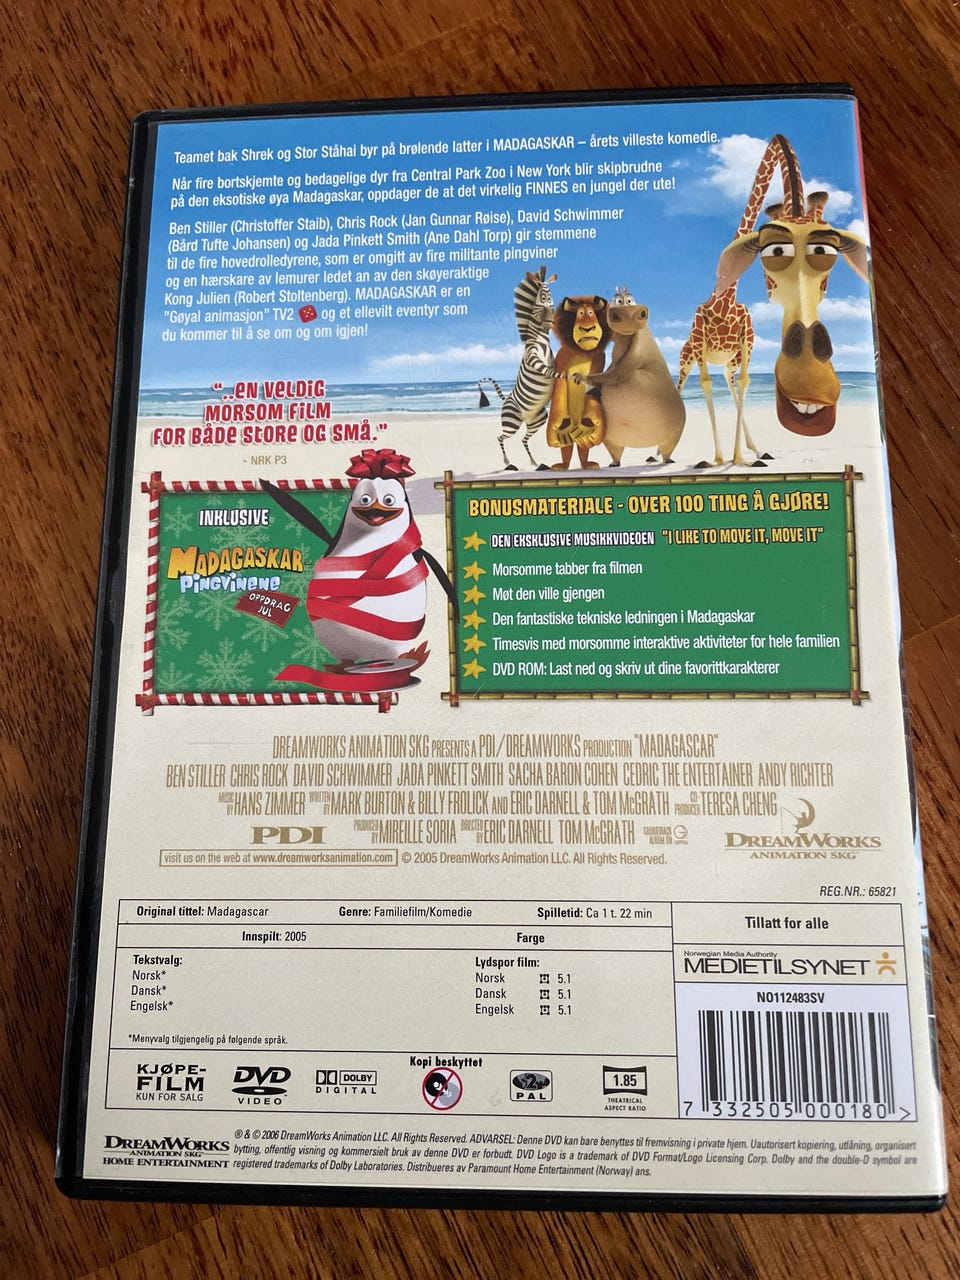 Teamet bak Shrek og Stor Ståhai byr på brølende latter i MADAGASKAR – årets villeste komedie.
Når fire bortskjemte og bedagelige dyr fra Central Park Zoo i New York blir skipbrudne
på den eksotiske øya Madagaskar, oppdager de at det virkelig FINNES en jungel der ute!
Ben Stiller (Christoffer Staib), Chris Rock (Jan Gunnar Røise), David Schwimmer
(Bård Tufte Johansen) og Jada Pinkett Smith (Ane Dahl Torp) gir stemmene
til de fire hovedrolledyrene, som er omgitt av fire militante pingviner
og en hærskare av lemurer ledet an av den skøyeraktige
Kong Julien (Robert Stoltenberg). MADAGASKAR er en
"Gøyal animasjon" TV2 og et ellevilt eventyr som
du kommer til å se om og om igjen!
"..EN VELDIG
MORSOM FILM
FOR BÅDE STORE OG SMÅ."
- NRK P3
INKLUSIVE
MADAGASKAR
PINGVINENE
OPPDRAG
JUL
BONUSMATERIALE - OVER 100 TING Å GJØRE!
DEN EKSKLUSIVE MUSIKKVIDEOEN "I LIKE TO MOVE IT, MOVE IT"
Morsomme tabber fra filmen
Møt den ville gjengen
Den fantastiske tekniske ledningen i Madagaskar
Timesvis med morsomme interaktive aktiviteter for hele familien
DVD ROM: Last ned og skriv ut dine favorittkarakterer
DREAMWORKS ANIMATION SKG PRESENTS A PDI/DREAMWORKS PRODUCTION "MADAGASCAR"
BEN STILLER CHRIS ROCK DAVID SCHWIMMER JADA PINKETT SMITH SACHA BARON COHEN CEDRIC THE ENTERTAINER ANDY RICHTER
MUSIC BY HANS ZIMMER WRITTEN BY MARK BURTON & BILLY FROLICK AND ERIC DARNELL & TOM McGRATH CO-PRODUCER TERESA CHENG
PDI PRODUCED BY MIREILLE SORIA DIRECTED BY ERIC DARNELL TOM McGRATH SOUNDTRACK ALBUM ON DREAMWORKS
ANIMATION SKG
visit us on the web at www.dreamworksanimation.com © 2005 DreamWorks Animation LLC. All Rights Reserved.
REG.NR.: 65821
Original tittel: Madagascar Genre: Familiefilm/Komedie Spilletid: Ca 1 t. 22 min
Innspilt: 2005 Farge
Tillatt for alle
Norwegian Media Authority
MEDIETILSYNET
Tekstvalg:
Norsk*
Dansk*
Engelsk*
Lydspor film:
Norsk 5.1
Dansk 5.1
Engelsk 5.1
*Menyvalg tilgjengelig på følgende språk.
NO112483SV
7 332505 000180 >
KJØPE-
FILM
KUN FOR SALG
DVD
VIDEO
DOLBY
DIGITAL
Kopi beskyttet
2
PAL
1.85
THEATRICAL
ASPECT RATIO
DREAMWORKS
ANIMATION SKG
HOME ENTERTAINMENT
® & © 2006 DreamWorks Animation LLC. All Rights Reserved. ADVARSEL: Denne DVD kan bare benyttes til fremvisning i private hjem. Uautorisert kopiering, utlåning, organisert
bytting, offentlig visning og kommersielt bruk av denne DVD er forbudt. DVD Logo is a trademark of DVD Format/Logo Licensing Corp. Dolby and the double-D symbol are
registered trademarks of Dolby Laboratories. Distribueres av Paramount Home Entertainment (Norway) ans.